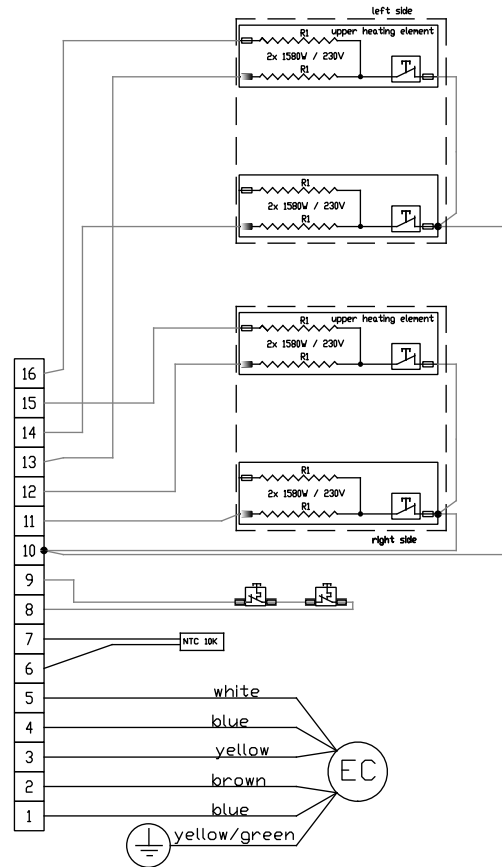 left side
R1
upper heating element
2x 1580W / 230V
R1
R1
2x 1580W / 230V
R1
R1
upper heating element
2x 1580W / 230V
R1
R1
2x 1580W / 230V
R1
right side
16
15
14
13
12
11
10
9
8
7
NTC 10K
6
5
white
4
blue
3
yellow
EC
2
brown
1
blue
yellow/green